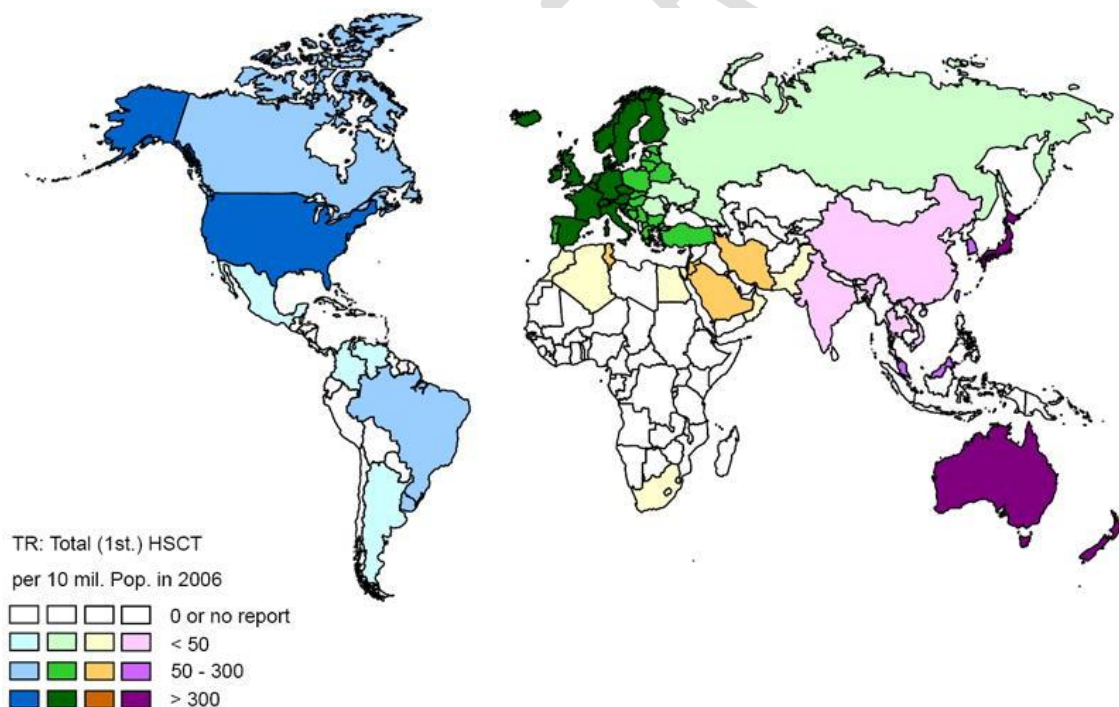 TR: Total (1st.) HSCT
per 10 mil. Pop. in 2006
0 or no report
< 50
50 - 300
> 300